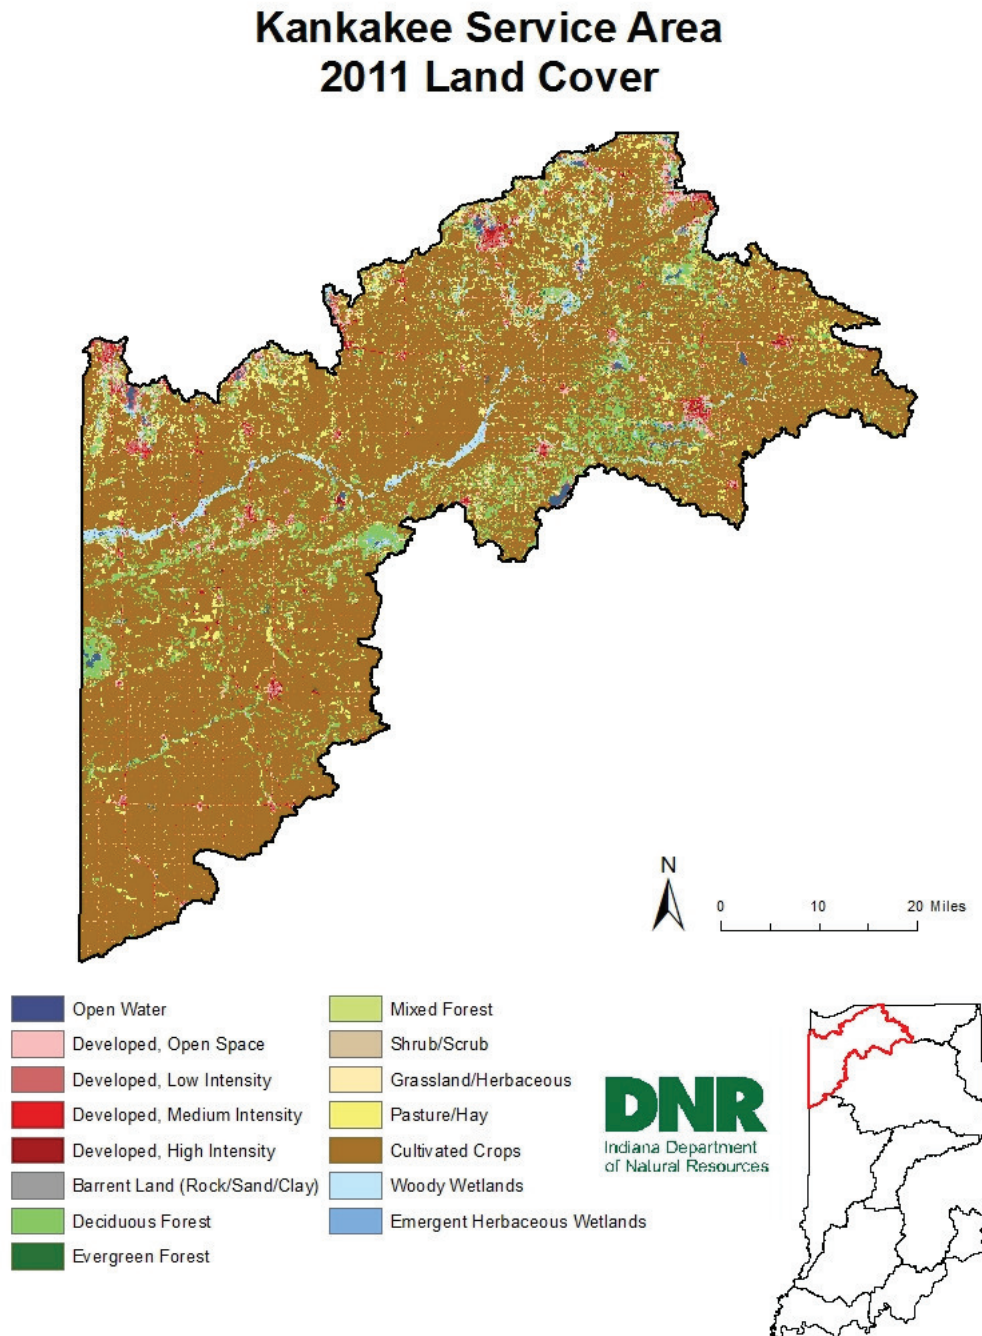 Kankakee Service Area
2011 Land Cover
N
0 10 20 Miles
Open Water
Developed, Open Space
Developed, Low Intensity
Developed, Medium Intensity
Developed, High Intensity
Barrent Land (Rock/Sand/Clay)
Deciduous Forest
Evergreen Forest
Mixed Forest
Shrub/Scrub
Grassland/Herbaceous
Pasture/Hay
Cultivated Crops
Woody Wetlands
Emergent Herbaceous Wetlands
DNR
Indiana Department
of Natural Resources